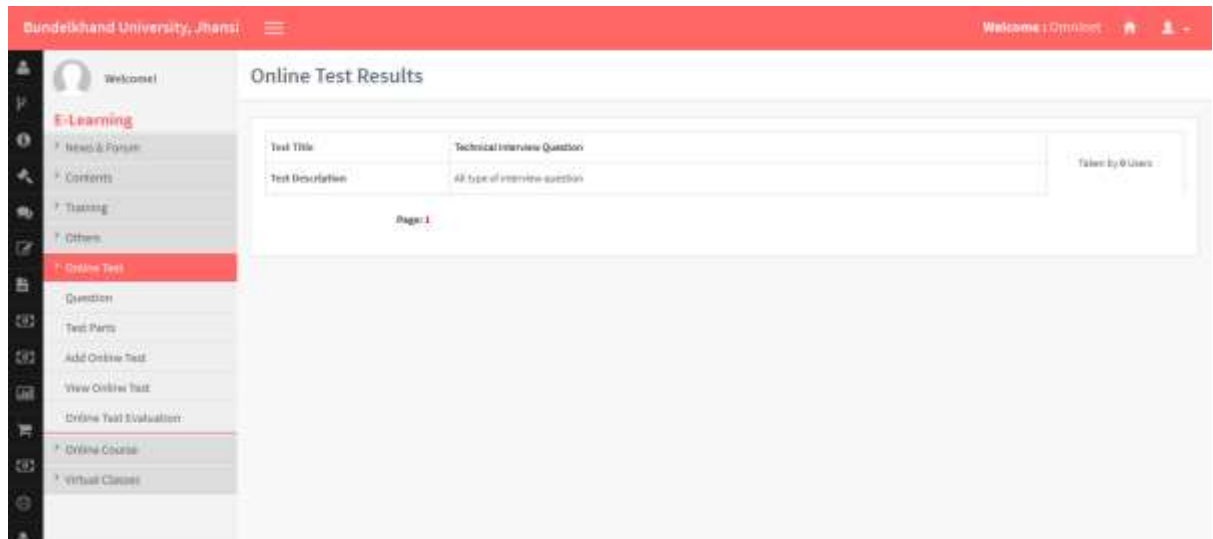 Bundelkhand University, Jhansi
Welcome : Omninet
Welcome!
E-Learning
News & Forum
Contents
Training
Others
Online Test
Question
Test Parts
Add Online Test
View Online Test
Online Test Evaluation
Online Course
Virtual Classes
Online Test Results
Test Title Technical Interview Question
Test Description All type of interview question
Taken by 0 Users
Page: 1